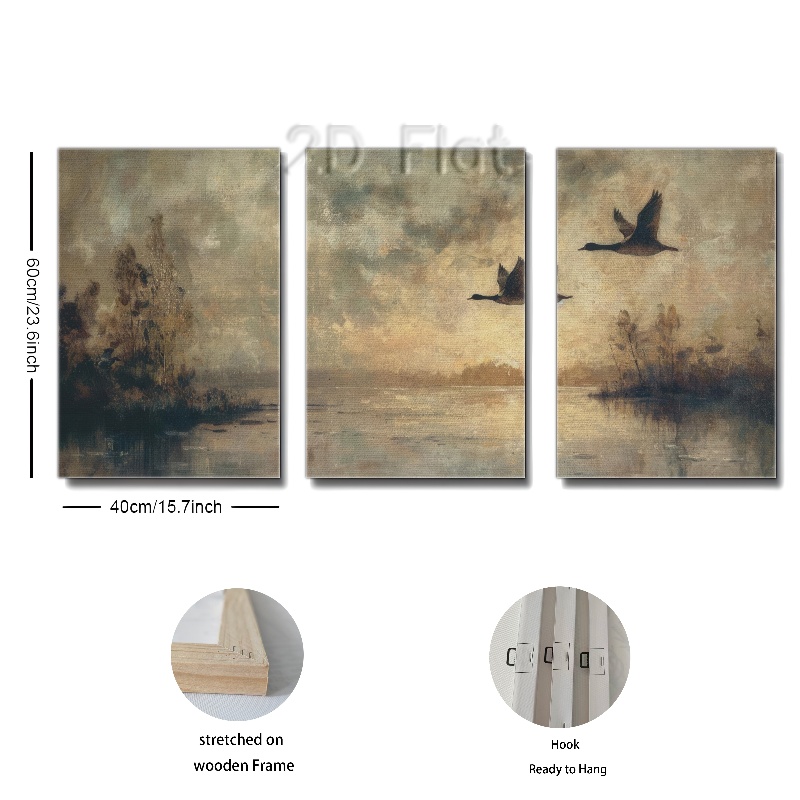 2D Flat
60cm/23.6inch
40cm/15.7inch
stretched on
wooden Frame
Hook
Ready to Hang